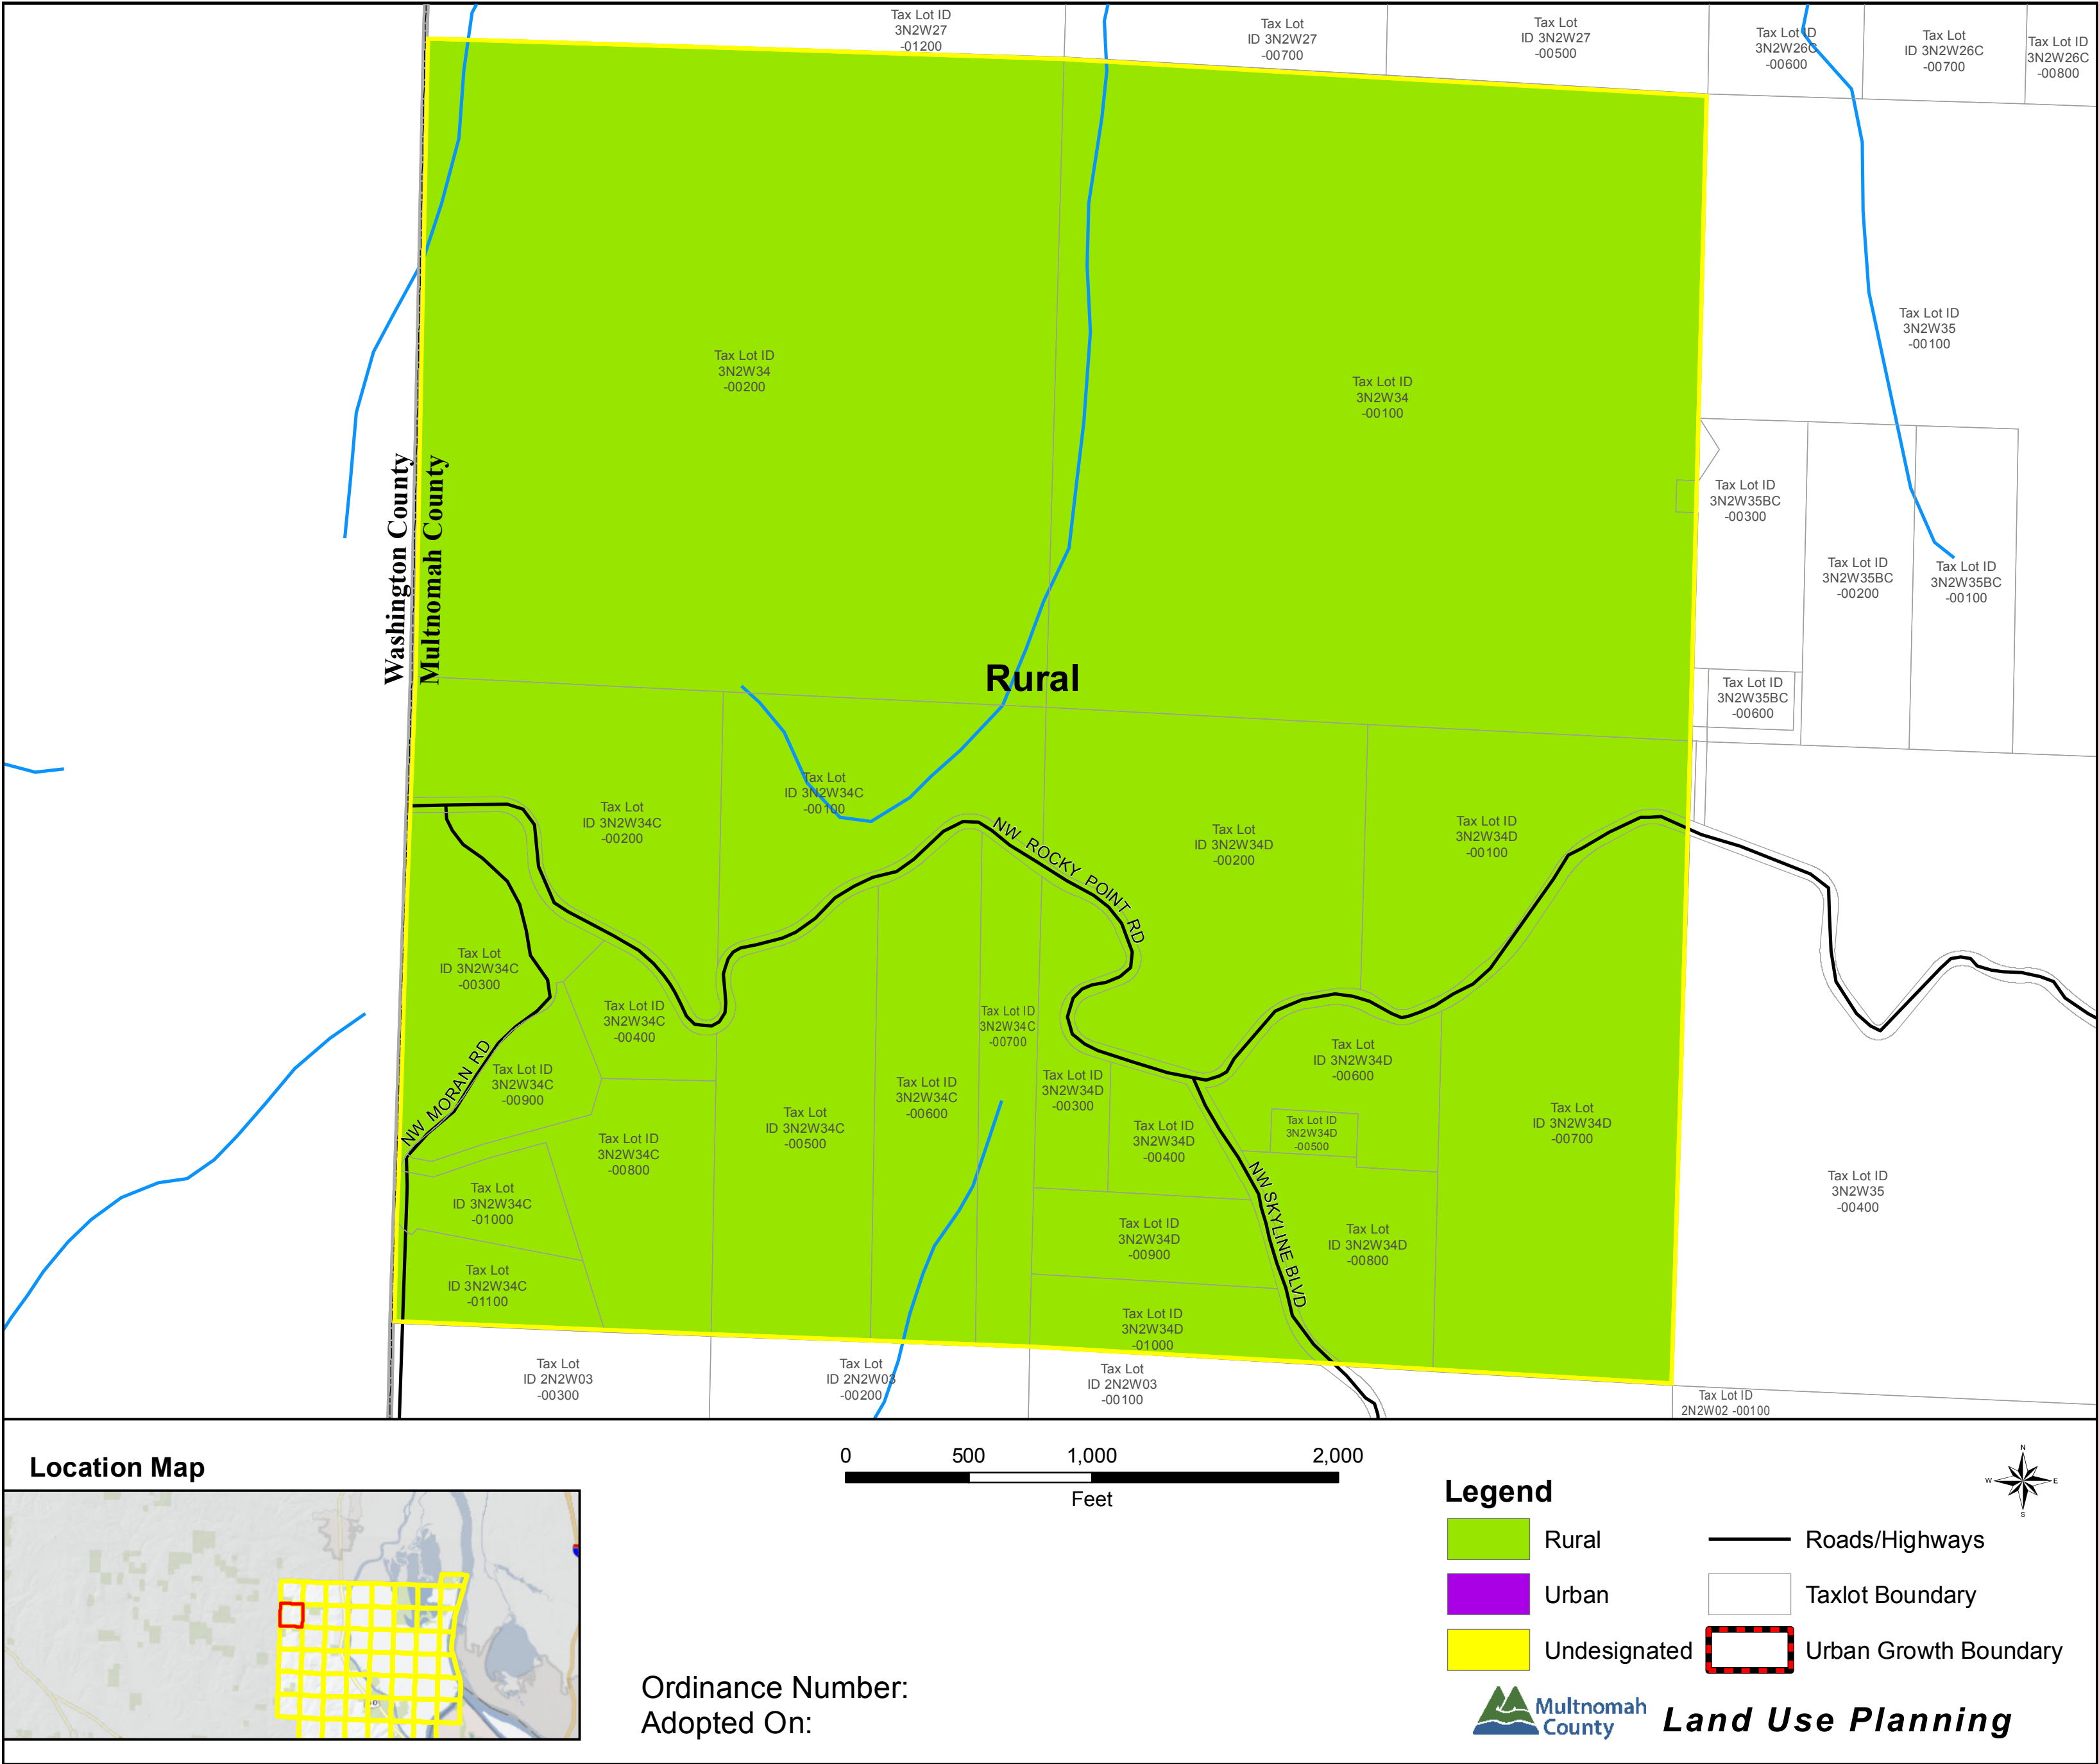 Tax Lot ID
3N2W27
-01200
Tax Lot
ID 3N2W27
-00700
Tax Lot
ID 3N2W27
-00500
Tax Lot ID
3N2W26C
-00600
Tax Lot
ID 3N2W26C
-00700
Tax Lot ID
3N2W26C
-00800
Tax Lot ID
3N2W34
-00200
Tax Lot ID
3N2W34
-00100
Tax Lot ID
3N2W35
-00100
Washington County
Multnomah County
Tax Lot ID
3N2W35BC
-00300
Tax Lot ID
3N2W35BC
-00200
Tax Lot ID
3N2W35BC
-00100
Rural
Tax Lot ID
3N2W35BC
-00600
Tax Lot
ID 3N2W34C
-00200
Tax Lot
ID 3N2W34C
-00100
NW ROCKY POINT RD
Tax Lot
ID 3N2W34D
-00200
Tax Lot ID
3N2W34D
-00100
Tax Lot
ID 3N2W34C
-00300
Tax Lot ID
3N2W34C
-00400
Tax Lot ID
3N2W34C
-00700
NW MORAN RD
Tax Lot ID
3N2W34C
-00900
Tax Lot ID
3N2W34C
-00600
Tax Lot ID
3N2W34D
-00300
Tax Lot
ID 3N2W34D
-00600
Tax Lot
ID 3N2W34C
-00500
Tax Lot ID
3N2W34C
-00800
Tax Lot ID
3N2W34D
-00400
Tax Lot ID
3N2W34D
-00500
Tax Lot
ID 3N2W34D
-00700
NW SKYLINE BLVD
Tax Lot
ID 3N2W34C
-01000
Tax Lot ID
3N2W34D
-00900
Tax Lot
ID 3N2W34D
-00800
Tax Lot ID
3N2W35
-00400
Tax Lot
ID 3N2W34C
-01100
Tax Lot ID
3N2W34D
-01000
Tax Lot
ID 2N2W03
-00300
Tax Lot
ID 2N2W03
-00200
Tax Lot
ID 2N2W03
-00100
Tax Lot ID
2N2W02 -00100
Location Map
0 500 1,000 2,000
Feet
N
W E
S
Legend
Rural
Urban
Undesignated
Roads/Highways
Taxlot Boundary
Urban Growth Boundary
Ordinance Number:
Adopted On:
Multnomah
County
Land Use Planning